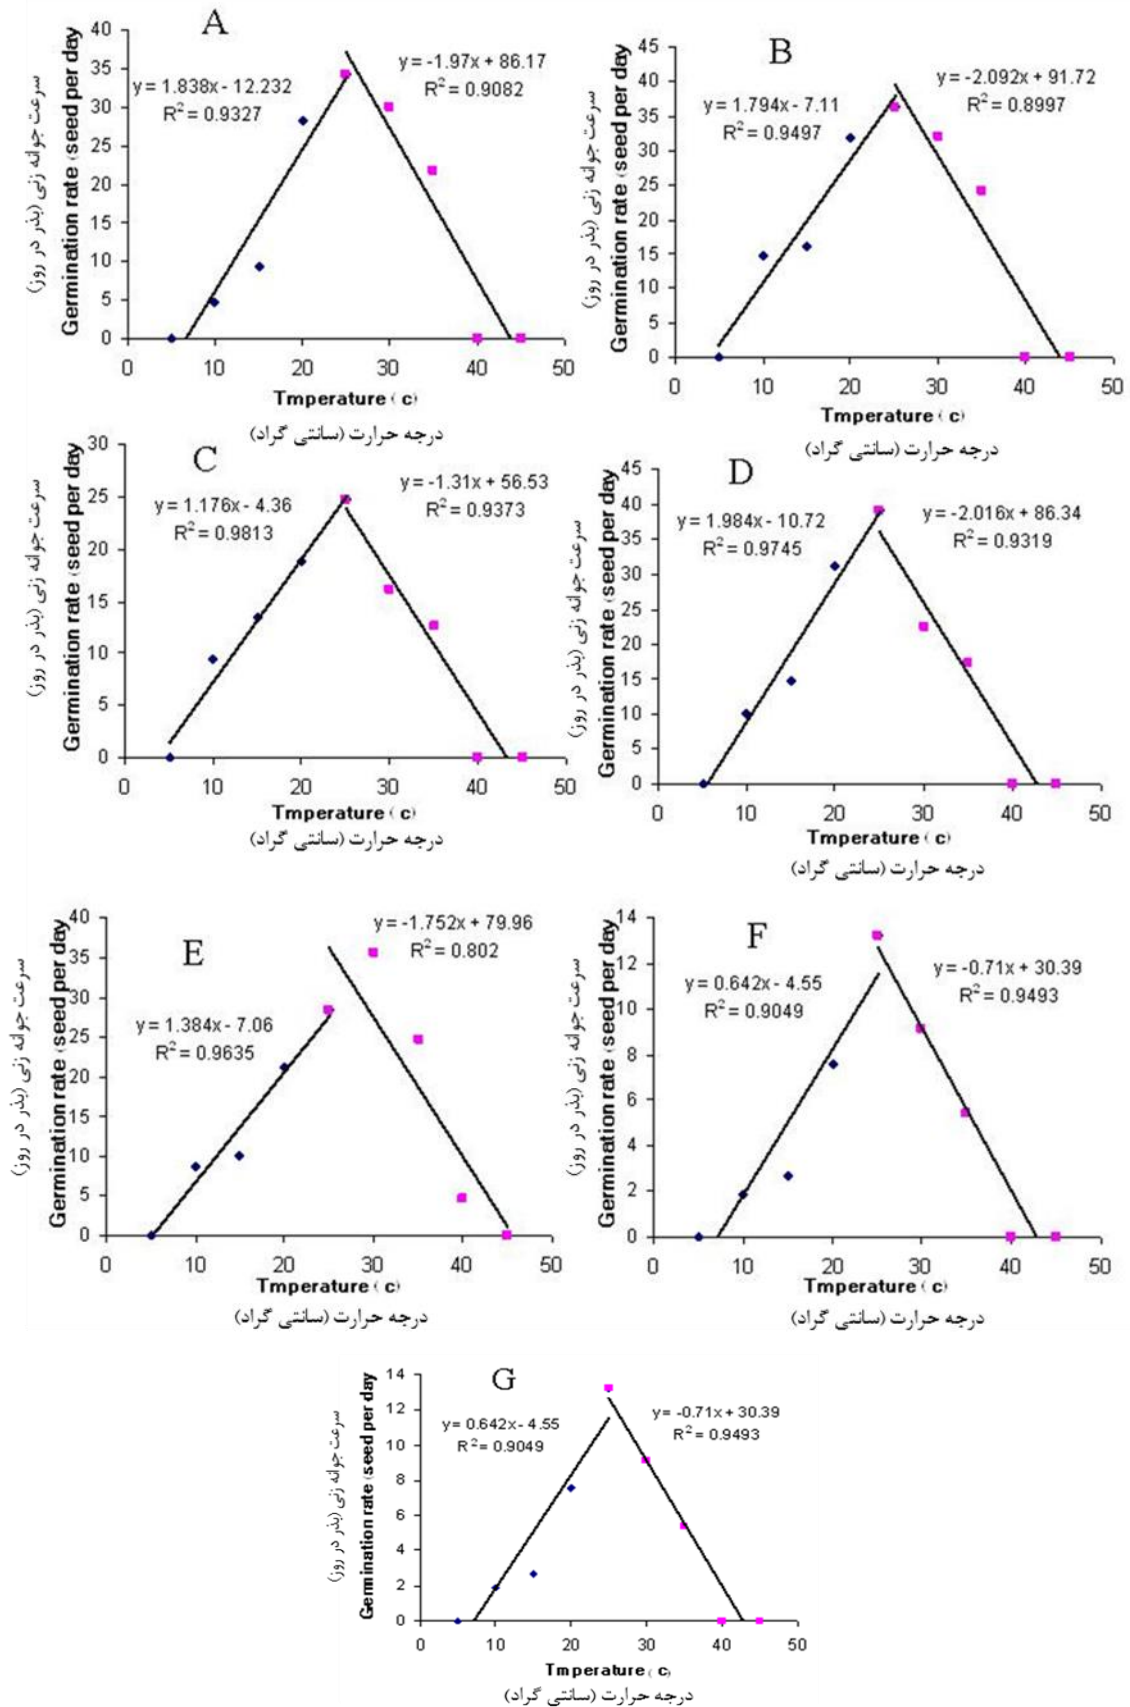 A
y = 1.838x - 12.232
R2 = 0.9327
y = -1.97x + 86.17
R2 = 0.9082
سرعت جوانه زنی (بذر در روز)
Germination rate (seed per day
40
35
30
25
20
15
10
5
0
0 10 20 30 40 50
Tmperature ( c)
درجه حرارت (سانتی گراد)
B
y = 1.794x - 7.11
R2 = 0.9497
y = -2.092x + 91.72
R2 = 0.8997
سرعت جوانه زنی (بذر در روز)
Germination rate (seed per day
45
40
35
30
25
20
15
10
5
0
0 10 20 30 40 50
Tmperature ( c)
درجه حرارت (سانتی گراد)
C
y = 1.176x - 4.36
R2 = 0.9813
y = -1.31x + 56.53
R2 = 0.9373
سرعت جوانه زنی (بذر در روز)
Germination rate (seed per day
30
25
20
15
10
5
0
0 10 20 30 40 50
Tmperature ( c)
درجه حرارت (سانتی گراد)
D
y = 1.984x - 10.72
R2 = 0.9745
y = -2.016x + 86.34
R2 = 0.9319
سرعت جوانه زنی (بذر در روز)
Germination rate (seed per day
45
40
35
30
25
20
15
10
5
0
0 10 20 30 40 50
Tmperature ( c)
درجه حرارت (سانتی گراد)
E
y = 1.384x - 7.06
R2 = 0.9635
y = -1.752x + 79.96
R2 = 0.802
سرعت جوانه زنی (بذر در روز)
Germination rate (seed per day
40
35
30
25
20
15
10
5
0
0 10 20 30 40 50
Tmperature ( c)
درجه حرارت (سانتی گراد)
F
y = 0.642x - 4.55
R2 = 0.9049
y = -0.71x + 30.39
R2 = 0.9493
سرعت جوانه زنی (بذر در روز)
Germination rate (seed per day
14
12
10
8
6
4
2
0
0 10 20 30 40 50
Tmperature ( c)
درجه حرارت (سانتی گراد)
G
y = 0.642x - 4.55
R2 = 0.9049
y = -0.71x + 30.39
R2 = 0.9493
سرعت جوانه زنی (بذر در روز)
Germination rate (seed per day
14
12
10
8
6
4
2
0
0 10 20 30 40 50
Tmperature ( c)
درجه حرارت (سانتی گراد)